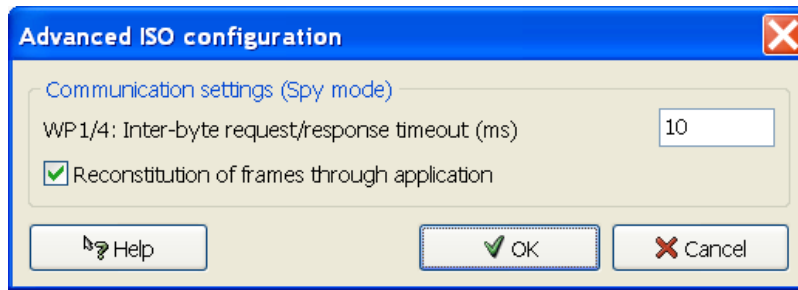 Advanced ISO configuration
Communication settings (Spy mode)
WP1/4: Inter-byte request/response timeout (ms) 10
Reconstitution of frames through application
Help OK Cancel